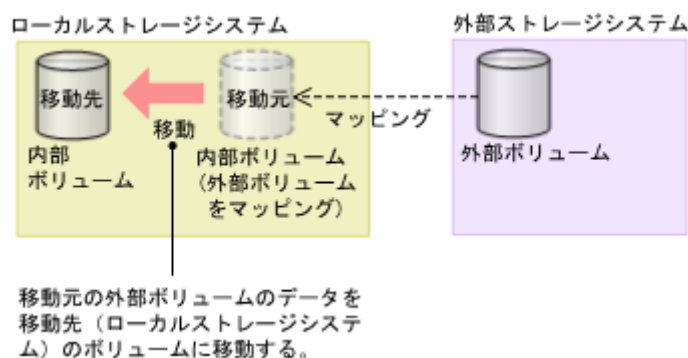 ローカルストレージシステム
外部ストレージシステム
移動先
移動元
移動
マッピング
内部
ボリューム
内部ボリューム
（外部ボリューム
をマッピング）
外部ボリューム
移動元の外部ボリュームのデータを
移動先（ローカルストレージシステ
ム）のボリュームに移動する。